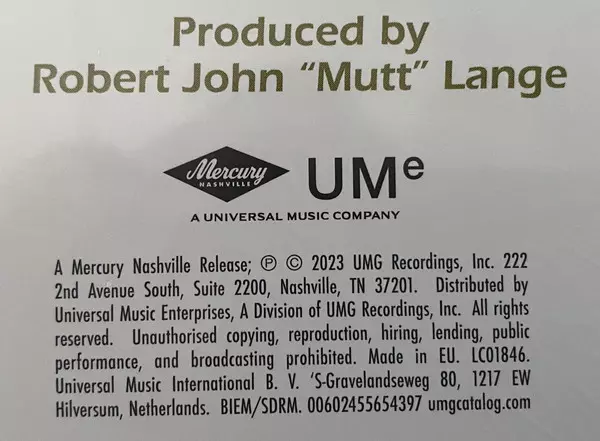 Produced by
Robert John “Mutt” Lange
Mercury
NASHVILLE
UMe
A UNIVERSAL MUSIC COMPANY
A Mercury Nashville Release; ℗ © 2023 UMG Recordings, Inc. 222
2nd Avenue South, Suite 2200, Nashville, TN 37201. Distributed by
Universal Music Enterprises, A Division of UMG Recordings, Inc. All rights
reserved. Unauthorised copying, reproduction, hiring, lending, public
performance, and broadcasting prohibited. Made in EU. LC01846.
Universal Music International B. V. ‘S-Gravelandseweg 80, 1217 EW
Hilversum, Netherlands. BIEM/SDRM. 00602455654397 umgcatalog.com